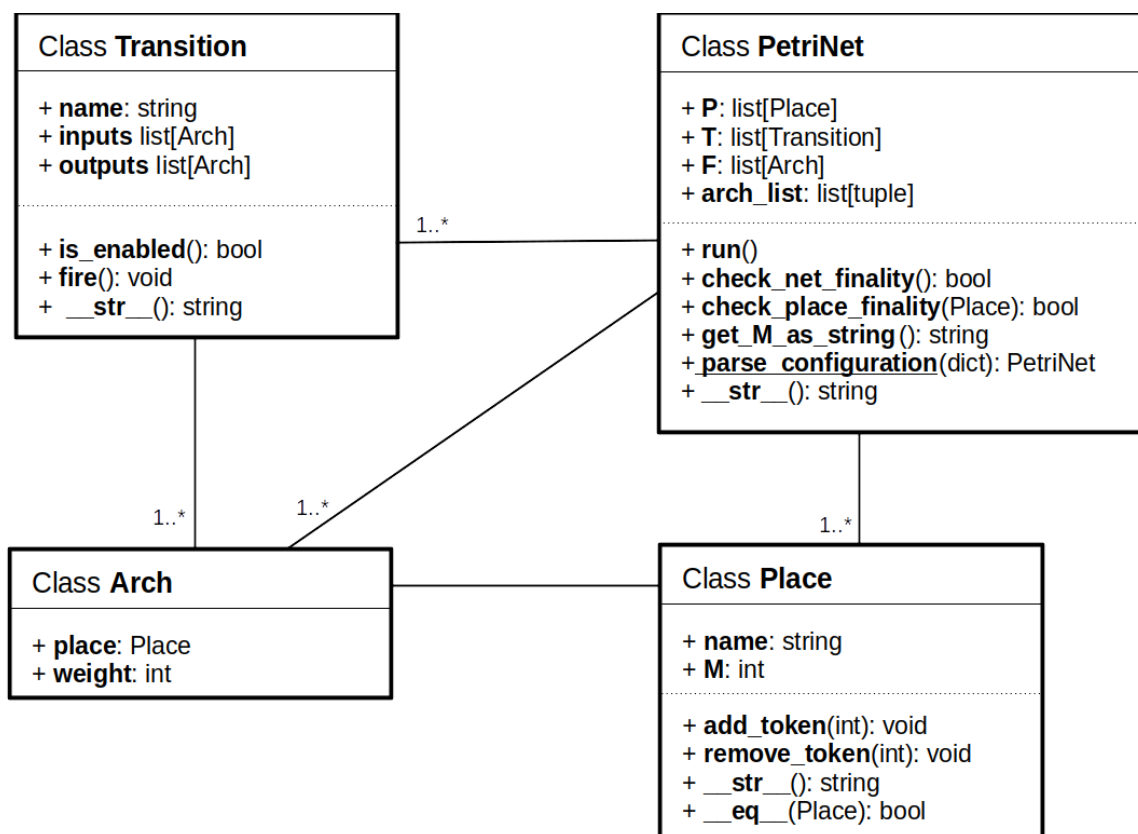 Class Transition
+ name: string
+ inputs list[Arch]
+ outputs list[Arch]
+ is_enabled(): bool
+ fire(): void
+ __str__(): string
Class PetriNet
+ P: list[Place]
+ T: list[Transition]
+ F: list[Arch]
+ arch_list: list[tuple]
+ run()
+ check_net_finality(): bool
+ check_place_finality(Place): bool
+ get_M_as_string(): string
+ parse_configuration(dict): PetriNet
+ __str__(): string
1..*
1..*
1..*
1..*
Class Arch
+ place: Place
+ weight: int
Class Place
+ name: string
+ M: int
+ add_token(int): void
+ remove_token(int): void
+ __str__(): string
+ __eq__(Place): bool